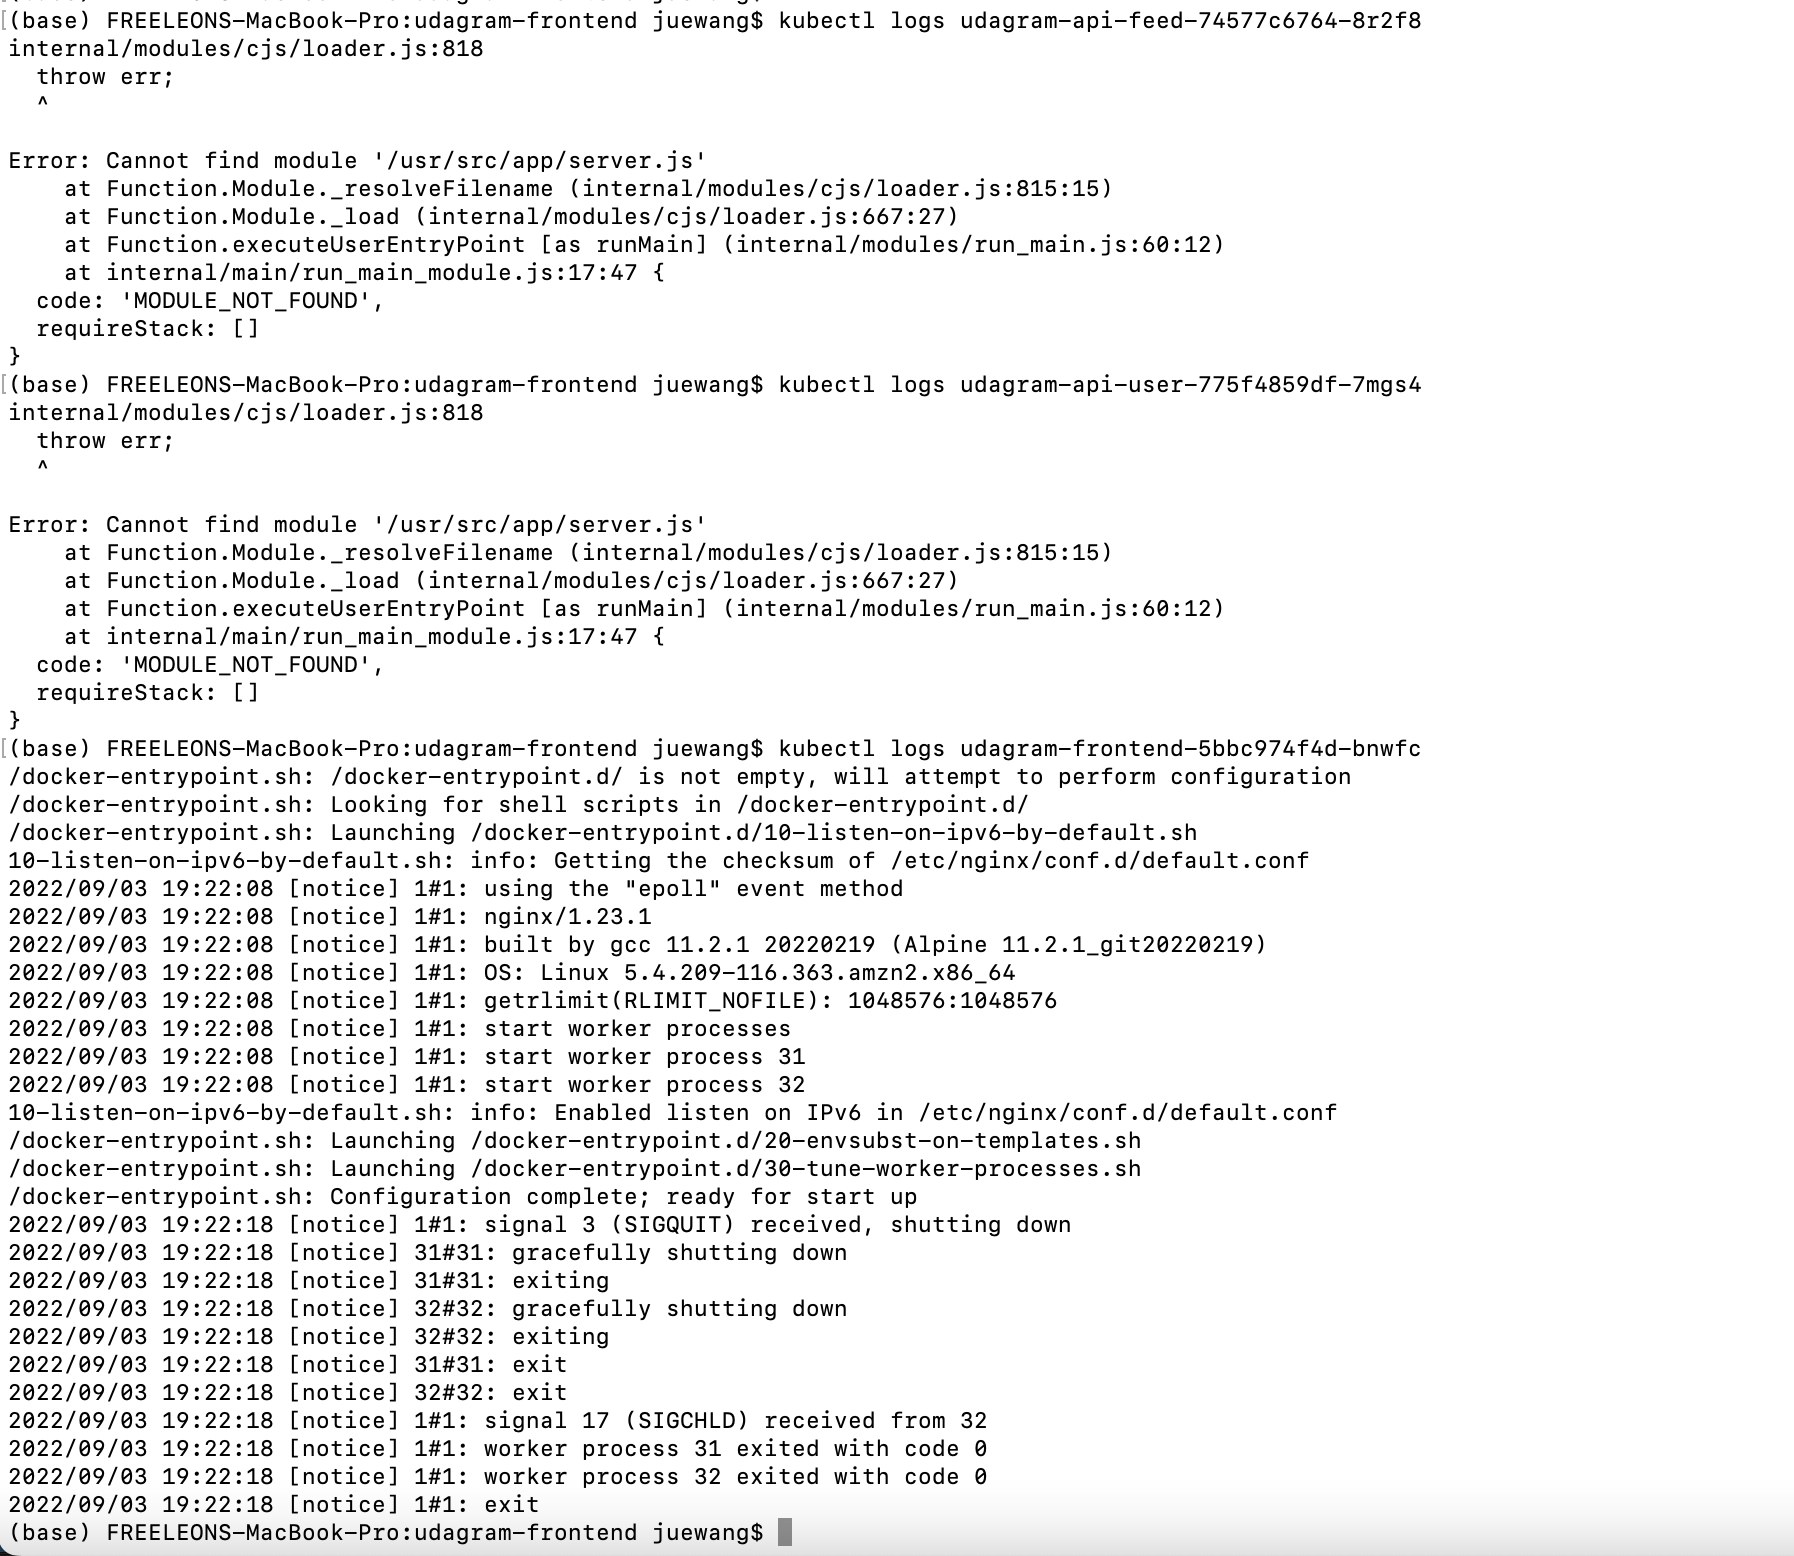 (base) FREELEONS-MacBook-Pro:udagram-frontend juewang$ kubectl logs udagram-api-feed-74577c6764-8r2f8
internal/modules/cjs/loader.js:818
  throw err;
  ^

Error: Cannot find module '/usr/src/app/server.js'
    at Function.Module._resolveFilename (internal/modules/cjs/loader.js:815:15)
    at Function.Module._load (internal/modules/cjs/loader.js:667:27)
    at Function.executeUserEntryPoint [as runMain] (internal/modules/run_main.js:60:12)
    at internal/main/run_main_module.js:17:47 {
  code: 'MODULE_NOT_FOUND',
  requireStack: []
}
(base) FREELEONS-MacBook-Pro:udagram-frontend juewang$ kubectl logs udagram-api-user-775f4859df-7mgs4
internal/modules/cjs/loader.js:818
  throw err;
  ^

Error: Cannot find module '/usr/src/app/server.js'
    at Function.Module._resolveFilename (internal/modules/cjs/loader.js:815:15)
    at Function.Module._load (internal/modules/cjs/loader.js:667:27)
    at Function.executeUserEntryPoint [as runMain] (internal/modules/run_main.js:60:12)
    at internal/main/run_main_module.js:17:47 {
  code: 'MODULE_NOT_FOUND',
  requireStack: []
}
(base) FREELEONS-MacBook-Pro:udagram-frontend juewang$ kubectl logs udagram-frontend-5bbc974f4d-bnwfc
/docker-entrypoint.sh: /docker-entrypoint.d/ is not empty, will attempt to perform configuration
/docker-entrypoint.sh: Looking for shell scripts in /docker-entrypoint.d/
/docker-entrypoint.sh: Launching /docker-entrypoint.d/10-listen-on-ipv6-by-default.sh
10-listen-on-ipv6-by-default.sh: info: Getting the checksum of /etc/nginx/conf.d/default.conf
2022/09/03 19:22:08 [notice] 1#1: using the "epoll" event method
2022/09/03 19:22:08 [notice] 1#1: nginx/1.23.1
2022/09/03 19:22:08 [notice] 1#1: built by gcc 11.2.1 20220219 (Alpine 11.2.1_git20220219)
2022/09/03 19:22:08 [notice] 1#1: OS: Linux 5.4.209-116.363.amzn2.x86_64
2022/09/03 19:22:08 [notice] 1#1: getrlimit(RLIMIT_NOFILE): 1048576:1048576
2022/09/03 19:22:08 [notice] 1#1: start worker processes
2022/09/03 19:22:08 [notice] 1#1: start worker process 31
2022/09/03 19:22:08 [notice] 1#1: start worker process 32
10-listen-on-ipv6-by-default.sh: info: Enabled listen on IPv6 in /etc/nginx/conf.d/default.conf
/docker-entrypoint.sh: Launching /docker-entrypoint.d/20-envsubst-on-templates.sh
/docker-entrypoint.sh: Launching /docker-entrypoint.d/30-tune-worker-processes.sh
/docker-entrypoint.sh: Configuration complete; ready for start up
2022/09/03 19:22:18 [notice] 1#1: signal 3 (SIGQUIT) received, shutting down
2022/09/03 19:22:18 [notice] 31#31: gracefully shutting down
2022/09/03 19:22:18 [notice] 31#31: exiting
2022/09/03 19:22:18 [notice] 32#32: gracefully shutting down
2022/09/03 19:22:18 [notice] 32#32: exiting
2022/09/03 19:22:18 [notice] 31#31: exit
2022/09/03 19:22:18 [notice] 32#32: exit
2022/09/03 19:22:18 [notice] 1#1: signal 17 (SIGCHLD) received from 32
2022/09/03 19:22:18 [notice] 1#1: worker process 31 exited with code 0
2022/09/03 19:22:18 [notice] 1#1: worker process 32 exited with code 0
2022/09/03 19:22:18 [notice] 1#1: exit
(base) FREELEONS-MacBook-Pro:udagram-frontend juewang$